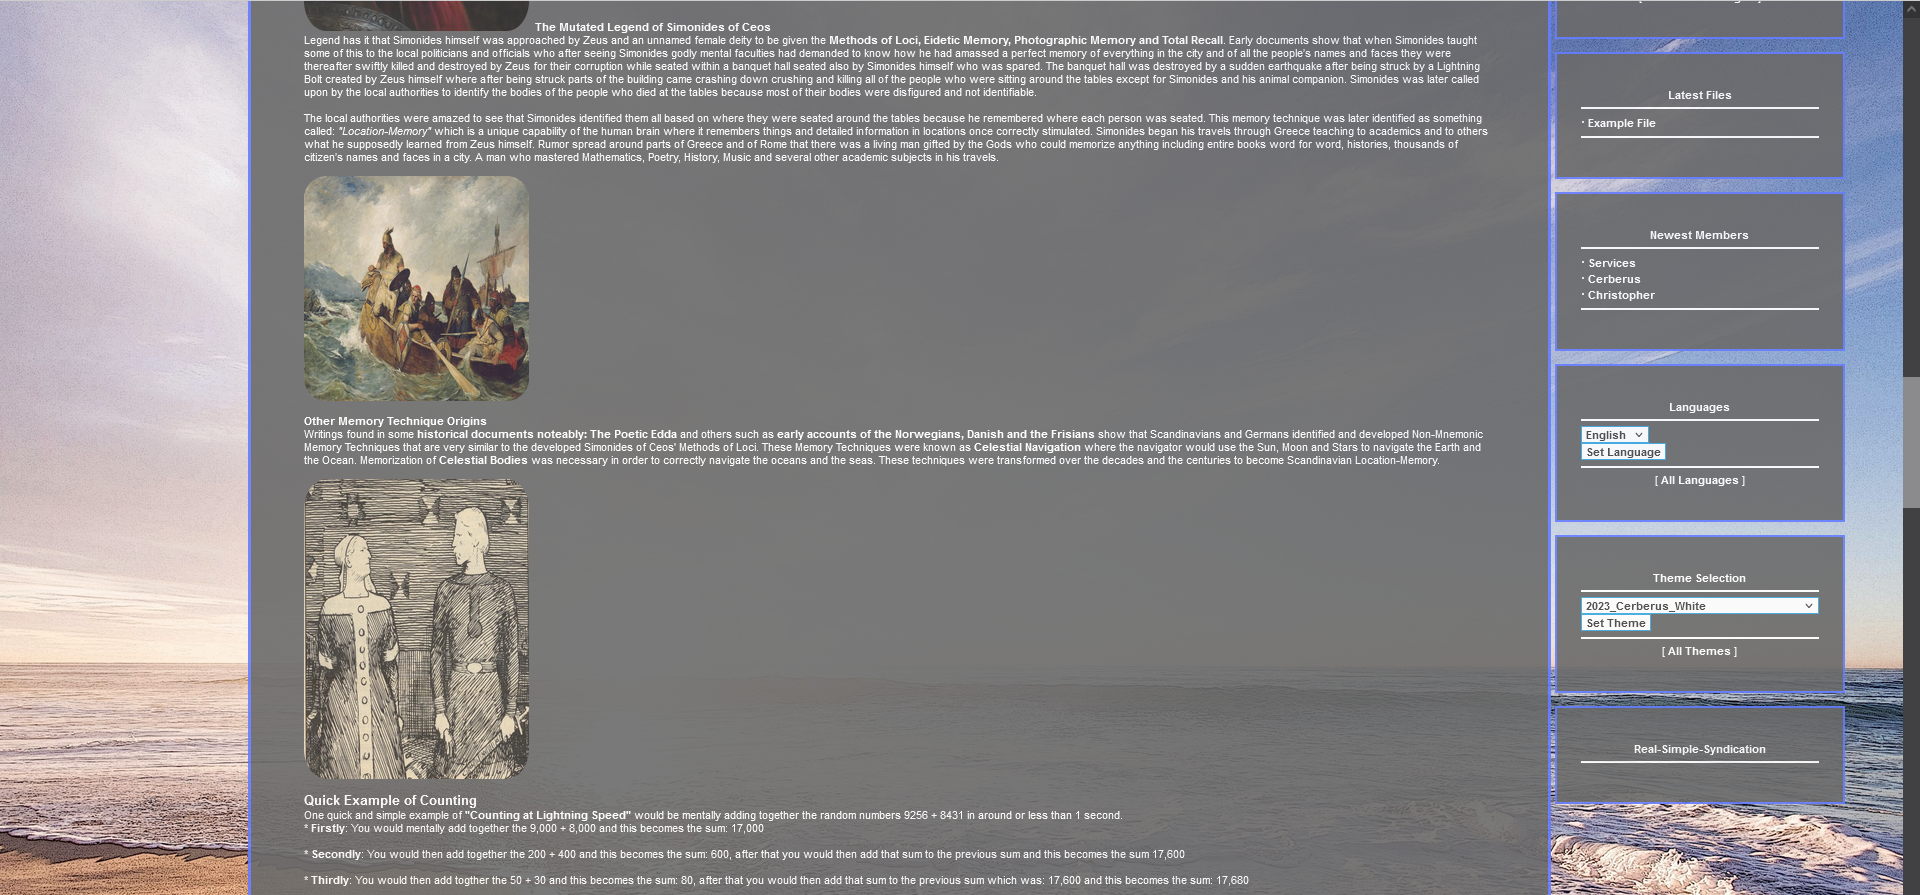 The Mutated Legend of Simonides of Ceos
Legend has it that Simonides himself was approached by Zeus and an unnamed female deity to be given the Methods of Loci, Eidetic Memory, Photographic Memory and Total Recall. Early documents show that when Simonides taught
some of this to the local politicians and officials who after seeing Simonides godly mental faculties had demanded to know how he had amassed a perfect memory of everything in the city and of all the people's names and faces they were
thereafter swiftly killed and destroyed by Zeus for their corruption while seated within a banquet hall seated also by Simonides himself who was spared. The banquet hall was destroyed by a sudden earthquake after being struck by a Lightning
Bolt created by Zeus himself where after being struck parts of the building came crashing down crushing and killing all of the people who were sitting around the tables except for Simonides and his animal companion. Simonides was later called
upon by the local authorities to identify the bodies of the people who died at the tables because most of their bodies were disfigured and not identifiable.
The local authorities were amazed to see that Simonides identified them all based on where they were seated around the tables because he remembered where each person was seated. This memory technique was later identified as something
called: "Location-Memory" which is a unique capability of the human brain where it remembers things and detailed information in locations once correctly stimulated. Simonides began his travels through Greece teaching to academics and to others
what he supposedly learned from Zeus himself. Rumor spread around parts of Greece and of Rome that there was a living man gifted by the Gods who could memorize anything including entire books word for word, histories, thousands of
citizen's names and faces in a city. A man who mastered Mathematics, Poetry, History, Music and several other academic subjects in his travels.
Other Memory Technique Origins
Writings found in some historical documents noteably: The Poetic Edda and others such as early accounts of the Norwegians, Danish and the Frisians show that Scandinavians and Germans identified and developed Non-Mnemonic
Memory Techniques that are very similar to the developed Simonides of Ceos' Methods of Loci. These Memory Techniques were known as Celestial Navigation where the navigator would use the Sun, Moon and Stars to navigate the Earth and
the Ocean. Memorization of Celestial Bodies was necessary in order to correctly navigate the oceans and the seas. These techniques were transformed over the decades and the centuries to become Scandinavian Location-Memory.
Quick Example of Counting
One quick and simple example of "Counting at Lightning Speed" would be mentally adding together the random numbers 9256 + 8431 in around or less than 1 second.
* Firstly: You would mentally add together the 9,000 + 8,000 and this becomes the sum: 17,000
* Secondly: You would then add together the 200 + 400 and this becomes the sum: 600, after that you would then add that sum to the previous sum and this becomes the sum 17,600
* Thirdly: You would then add togther the 50 + 30 and this becomes the sum: 80, after that you would then add that sum to the previous sum which was: 17,600 and this becomes the sum: 17,680
Latest Files
· Example File
Newest Members
· Services
· Cerberus
· Christopher
Languages
English
Set Language
[ All Languages ]
Theme Selection
2023_Cerberus_White
Set Theme
[ All Themes ]
Real-Simple-Syndication